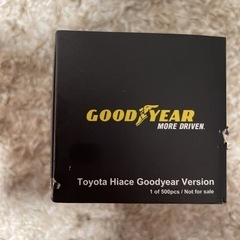 GOODYEAR
MORE DRIVEN.
Toyota Hiace Goodyear Version
1 of 500pcs / Not for sale